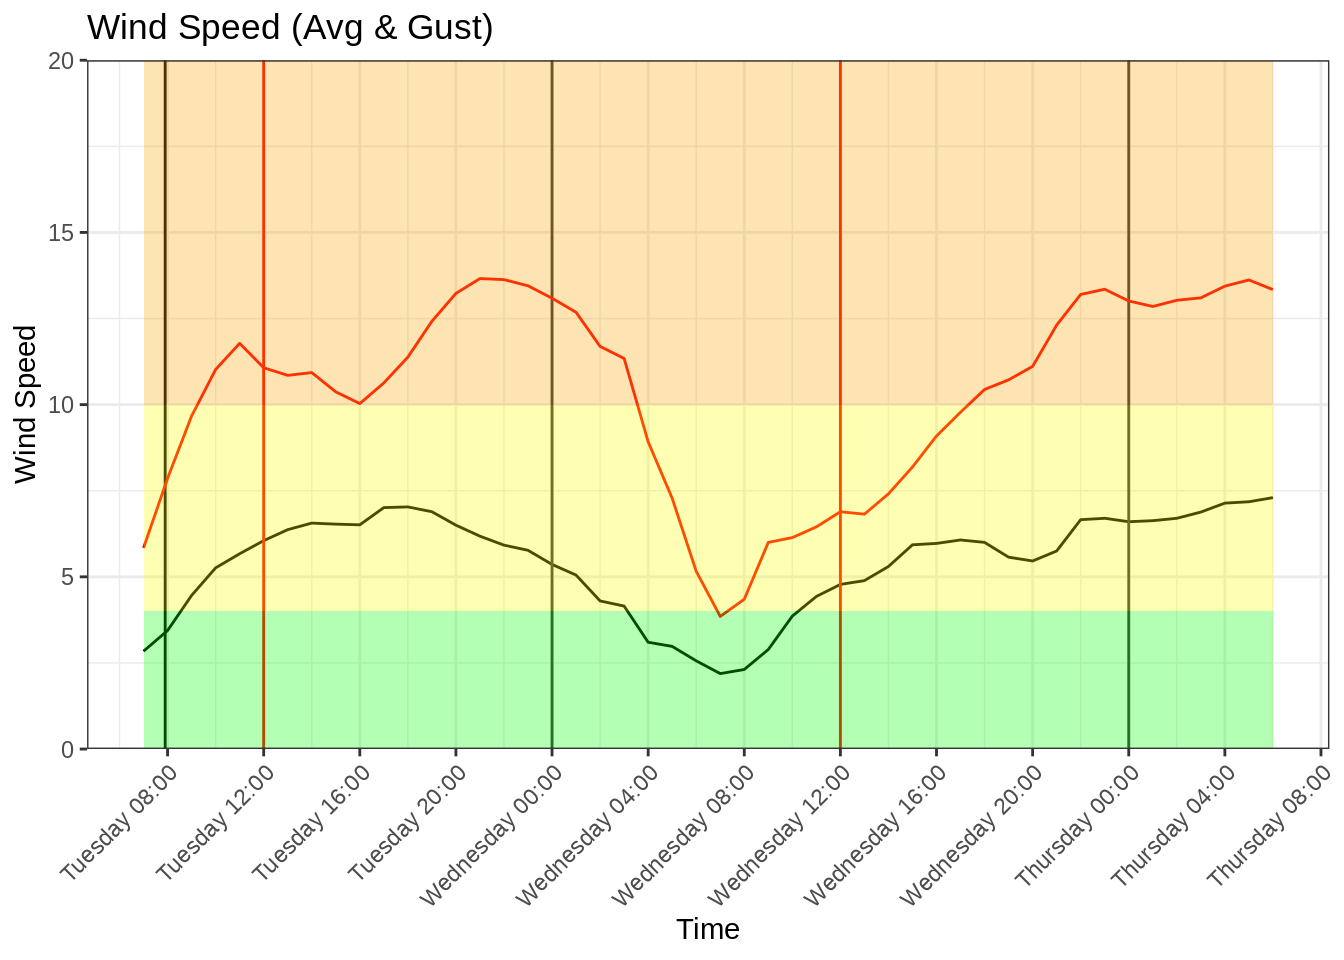 Wind Speed (Avg & Gust)
20
15
10
5
0
Wind Speed
Tuesday 08:00
Tuesday 12:00
Tuesday 16:00
Tuesday 20:00
Wednesday 00:00
Wednesday 04:00
Wednesday 08:00
Wednesday 12:00
Wednesday 16:00
Wednesday 20:00
Thursday 00:00
Thursday 04:00
Thursday 08:00
Time